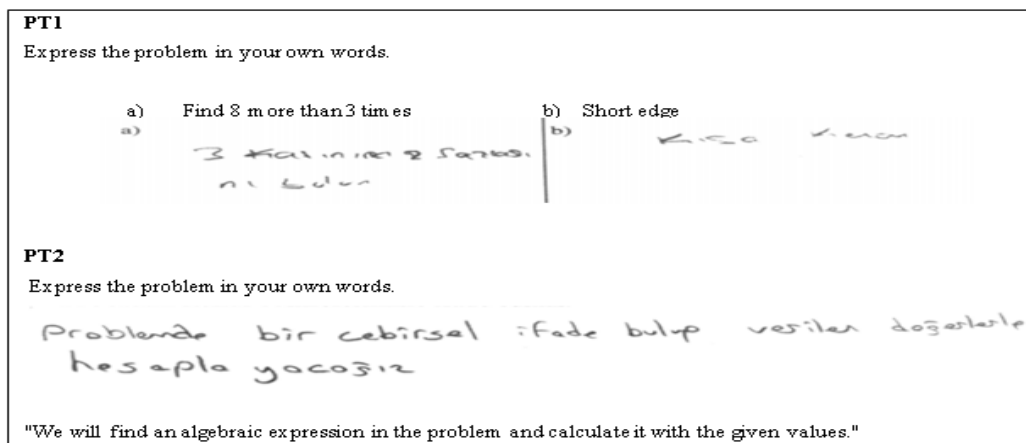 PT1
Express the problem in your own words.
a) Find 8 more than 3 times b) Short edge
a) b)
3 katının 8 fazlası. Kısa kenar
nı bulun
PT2
Express the problem in your own words.
Problemde bir cebirsel ifade bulup verilen değerlerle
hesapla yacağız
"We will find an algebraic expression in the problem and calculate it with the given values."